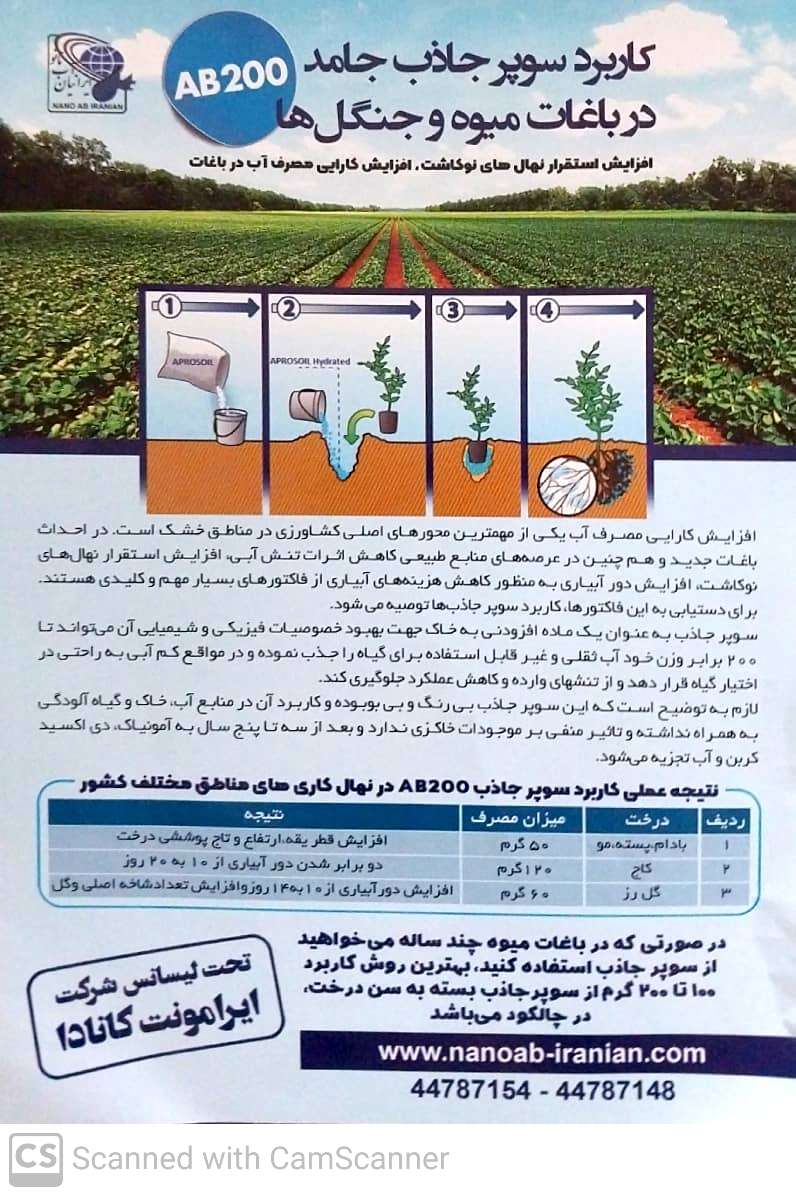 کاربرد سوپر جاذب جامد
در باغات میوه و جنگل‌ها
AB200
نانو
آب
ایرانیان
NANO AB IRANIAN
افزایش استقرار نهال های نوکاشت، افزایش کارایی مصرف آب در باغات
1
2
3
4
APROSOIL
APROSOIL Hydrated
افزایش کارایی مصرف آب یکی از مهمترین محورهای اصلی کشاورزی در مناطق خشک است. در احداث
باغات جدید و هم چنین در عرصه‌های منابع طبیعی کاهش اثرات تنش آبی، افزایش استقرار نهال‌های
نوکاشت، افزایش دور آبیاری به منظور کاهش هزینه‌های آبیاری از فاکتورهای بسیار مهم و کلیدی هستند.
برای دستیابی به این فاکتورها، کاربرد سوپر جاذب‌ها توصیه می‌شود.
سوپر جاذب به عنوان یک ماده افزودنی به خاک جهت بهبود خصوصیات فیزیکی و شیمیایی آن می‌تواند تا
۲۰۰ برابر وزن خود آب ثقلی و غیر قابل استفاده برای گیاه را جذب نموده و در مواقع کم آبی به راحتی در
اختیار گیاه قرار دهد و از تنشهای وارده و کاهش عملکرد جلوگیری کند.
لازم به توضیح است که این سوپر جاذب بی رنگ و بی بوبوده و کاربرد آن در منابع آب، خاک و گیاه آلودگی
به همراه نداشته و تاثیر منفی بر موجودات خاکزی ندارد و بعد از سه تا پنج سال به آمونیاک، دی اکسید
کربن و آب تجزیه می‌شود.
نتیجه عملی کاربرد سوپر جاذب AB200 در نهال کاری های مناطق مختلف کشور
ردیف درخت میزان مصرف نتیجه
۱ بادام،پسته،مو ۵۰ گرم افزایش قطر یقه،ارتفاع و تاج پوششی درخت
۲ کاج ۱۲۰ گرم دو برابر شدن دور آبیاری از ۱۰ به ۲۰ روز
۳ گل رز ۶۰ گرم افزایش دورآبیاری از ۱۰ به ۱۴ روز و افزایش تعدادشاخه اصلی وگل
در صورتی که در باغات میوه چند ساله می‌خواهید
از سوپر جاذب استفاده کنید، بهترین روش کاربرد
۱۰۰ تا ۲۰۰ گرم از سوپرجاذب بسته به سن درخت،
در چالکود می‌باشد
تحت لیسانس شرکت
ایرامونت کانادا
www.nanoab-iranian.com
44787154 - 44787148
CS Scanned with CamScanner